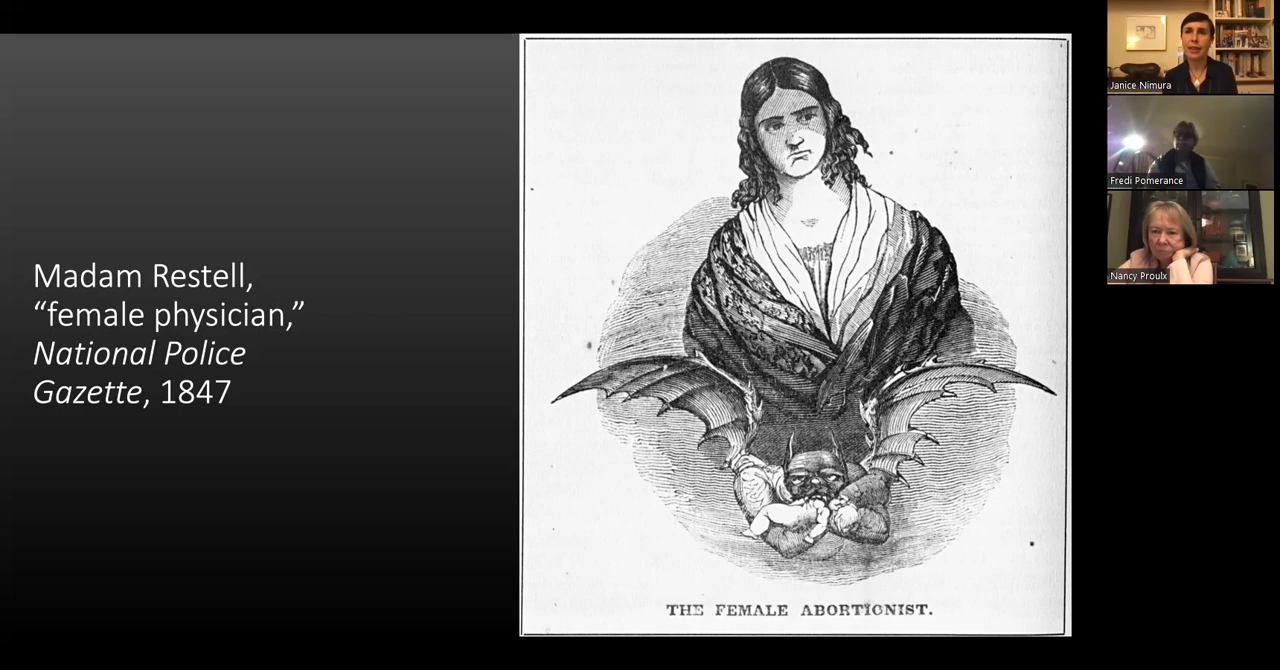 Madam Restell,
“female physician,”
National Police
Gazette, 1847
THE FEMALE ABORTIONIST.
Janice Nimura
Fredi Pomerance
Nancy Proulx